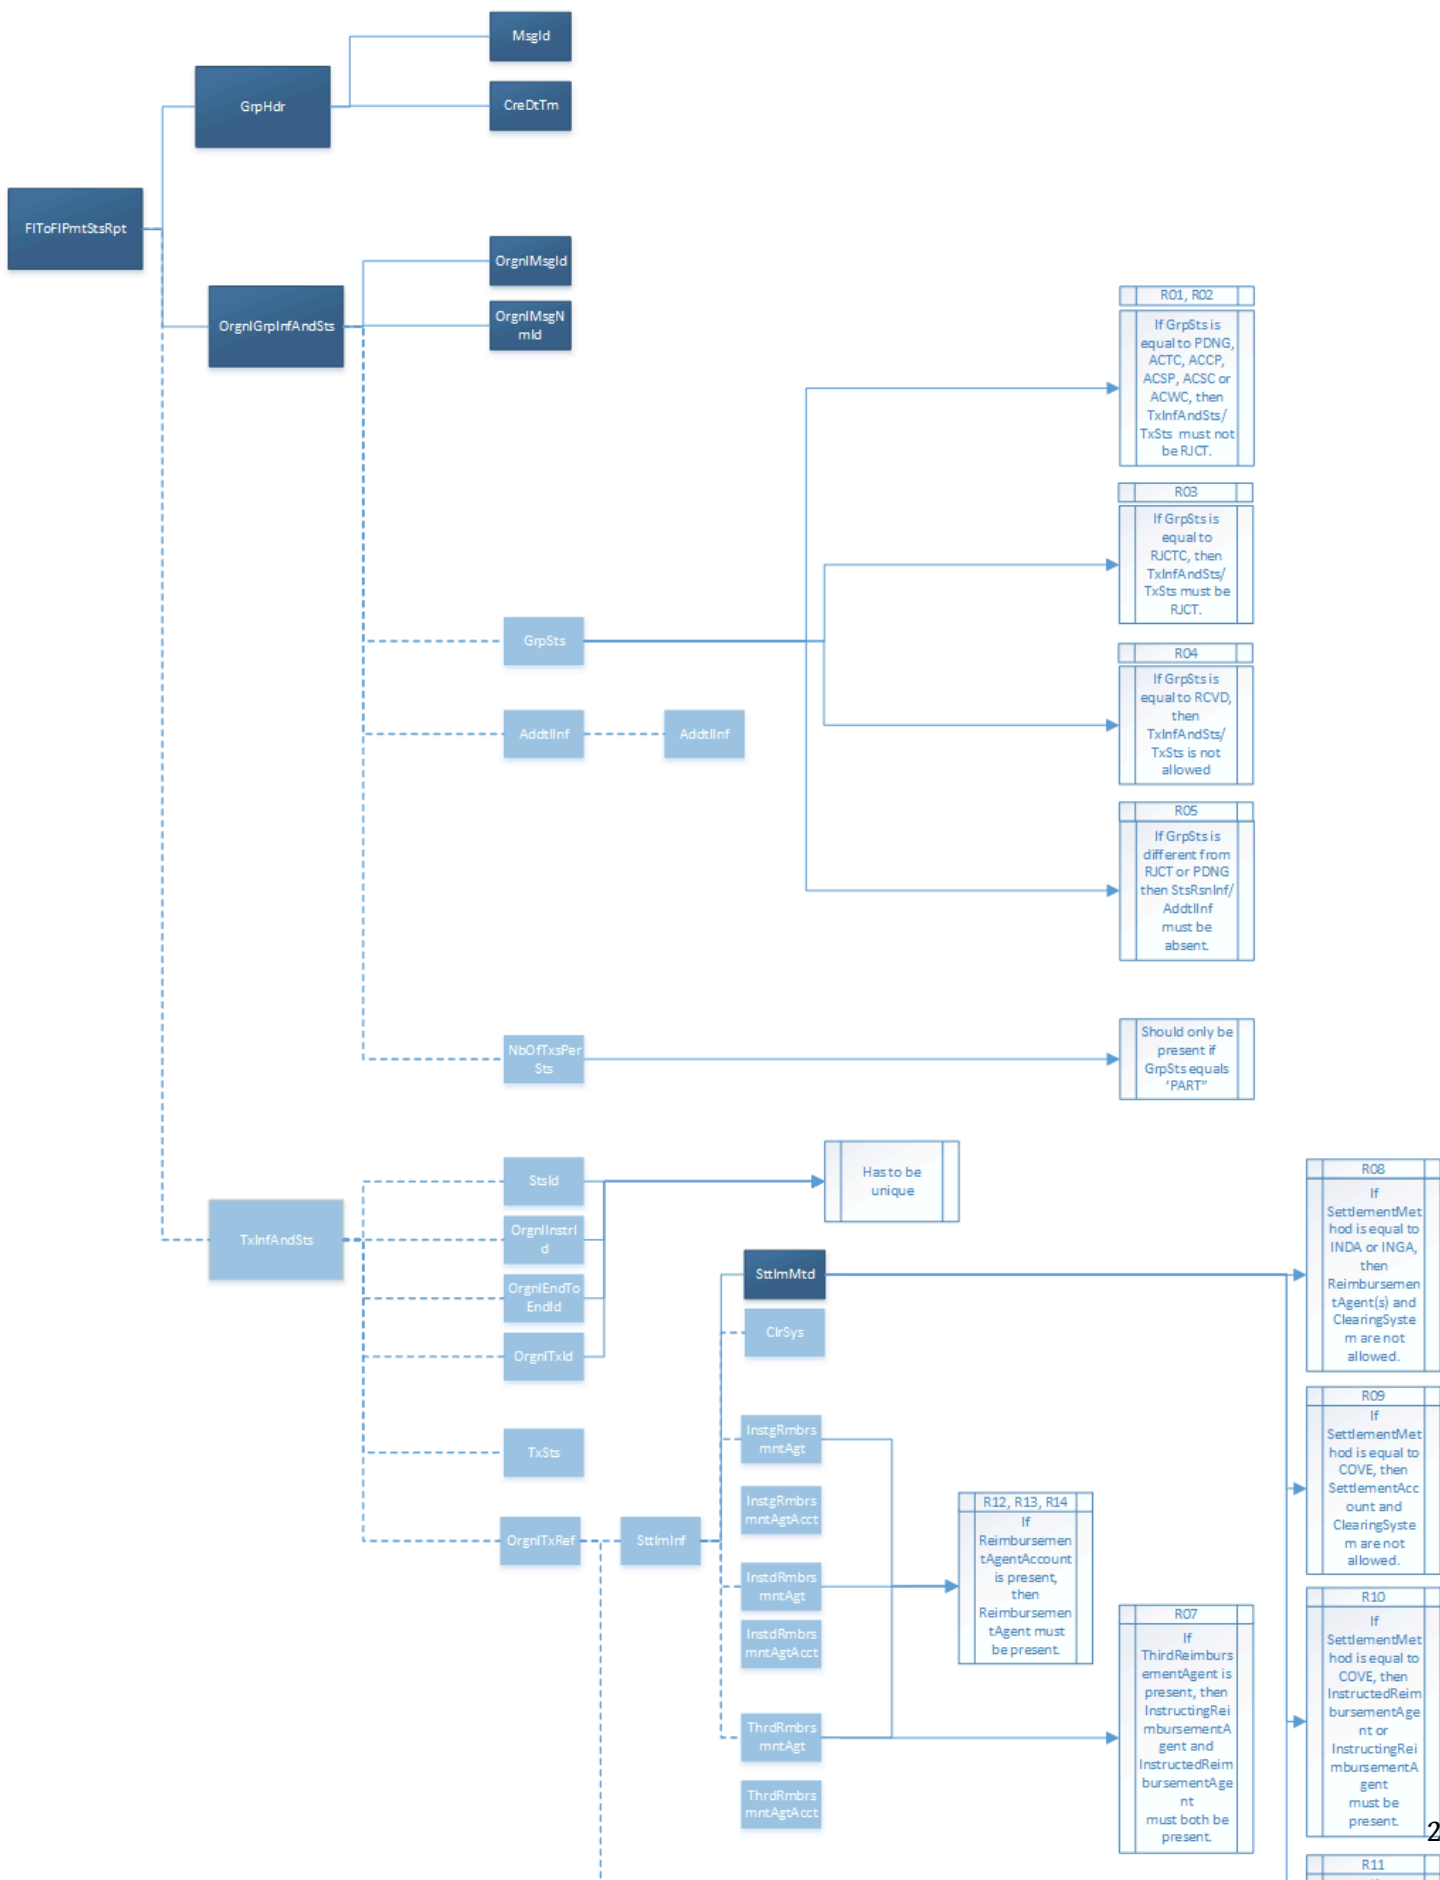 MsgId
GrpHdr
CreDtTm
FIToFIPmtStsRpt
OrgnlMsgId
OrgnlGrpInfAndSts
OrgnlMsgN
mId
R01, R02
If GrpSts is
equal to PDNG,
ACTC, ACCP,
ACSP, ACSC or
ACWC, then
TxInfAndSts/
TxSts must not
be RJCT.
R03
If GrpSts is
equal to
RJCTC, then
TxInfAndSts/
TxSts must be
RJCT.
GrpSts
R04
If GrpSts is
equal to RCVD,
then
TxInfAndSts/
TxSts is not
allowed
AddtlInf
AddtlInf
R05
If GrpSts is
different from
RJCT or PDNG
then StsRsnInf/
AddtlInf
must be
absent.
NbOfTxsPer
Sts
Should only be
present if
GrpSts equals
'PART"
TxInfAndSts
StsId
OrgnlInstrI
d
OrgnlEndTo
EndId
OrgnlTxId
TxSts
OrgnlTxRef
Has to be
unique
SttlmInf
SttlmMtd
ClrSys
InstgRmbrs
mntAgt
InstgRmbrs
mntAgtAcct
InstdRmbrs
mntAgt
InstdRmbrs
mntAgtAcct
ThrdRmbrs
mntAgt
ThrdRmbrs
mntAgtAcct
R12, R13, R14
If
Reimbursemen
tAgentAccount
is present,
then
Reimbursemen
tAgent must
be present.
R07
If
ThirdReimburs
ementAgent is
present, then
InstructingRei
mbursementA
gent and
InstructedReim
bursementAge
nt
must both be
present.
R08
If
SettlementMet
hod is equal to
INDA or INGA,
then
Reimbursemen
tAgent(s) and
ClearingSyste
m are not
allowed.
R09
If
SettlementMet
hod is equal to
COVE, then
SettlementAcc
ount and
ClearingSyste
m are not
allowed.
R10
If
SettlementMet
hod is equal to
COVE, then
InstructedReim
bursementAge
nt or
InstructingRei
mbursementA
gent
must be
present.
2
R11